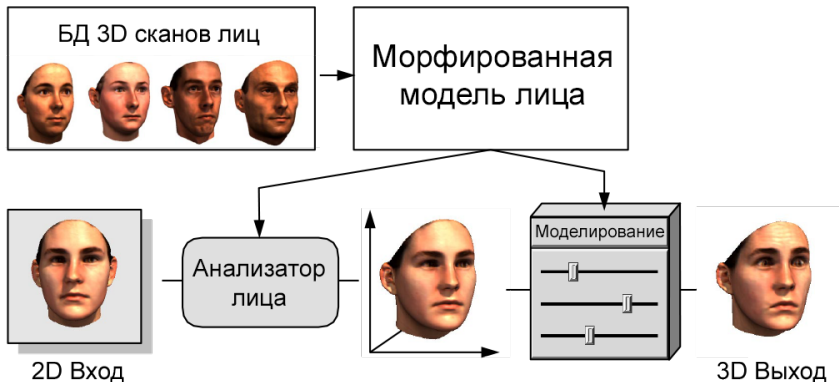 БД 3D сканов лиц
Морфированная
модель лица
Анализатор
лица
Моделирование
2D Вход
3D Выход